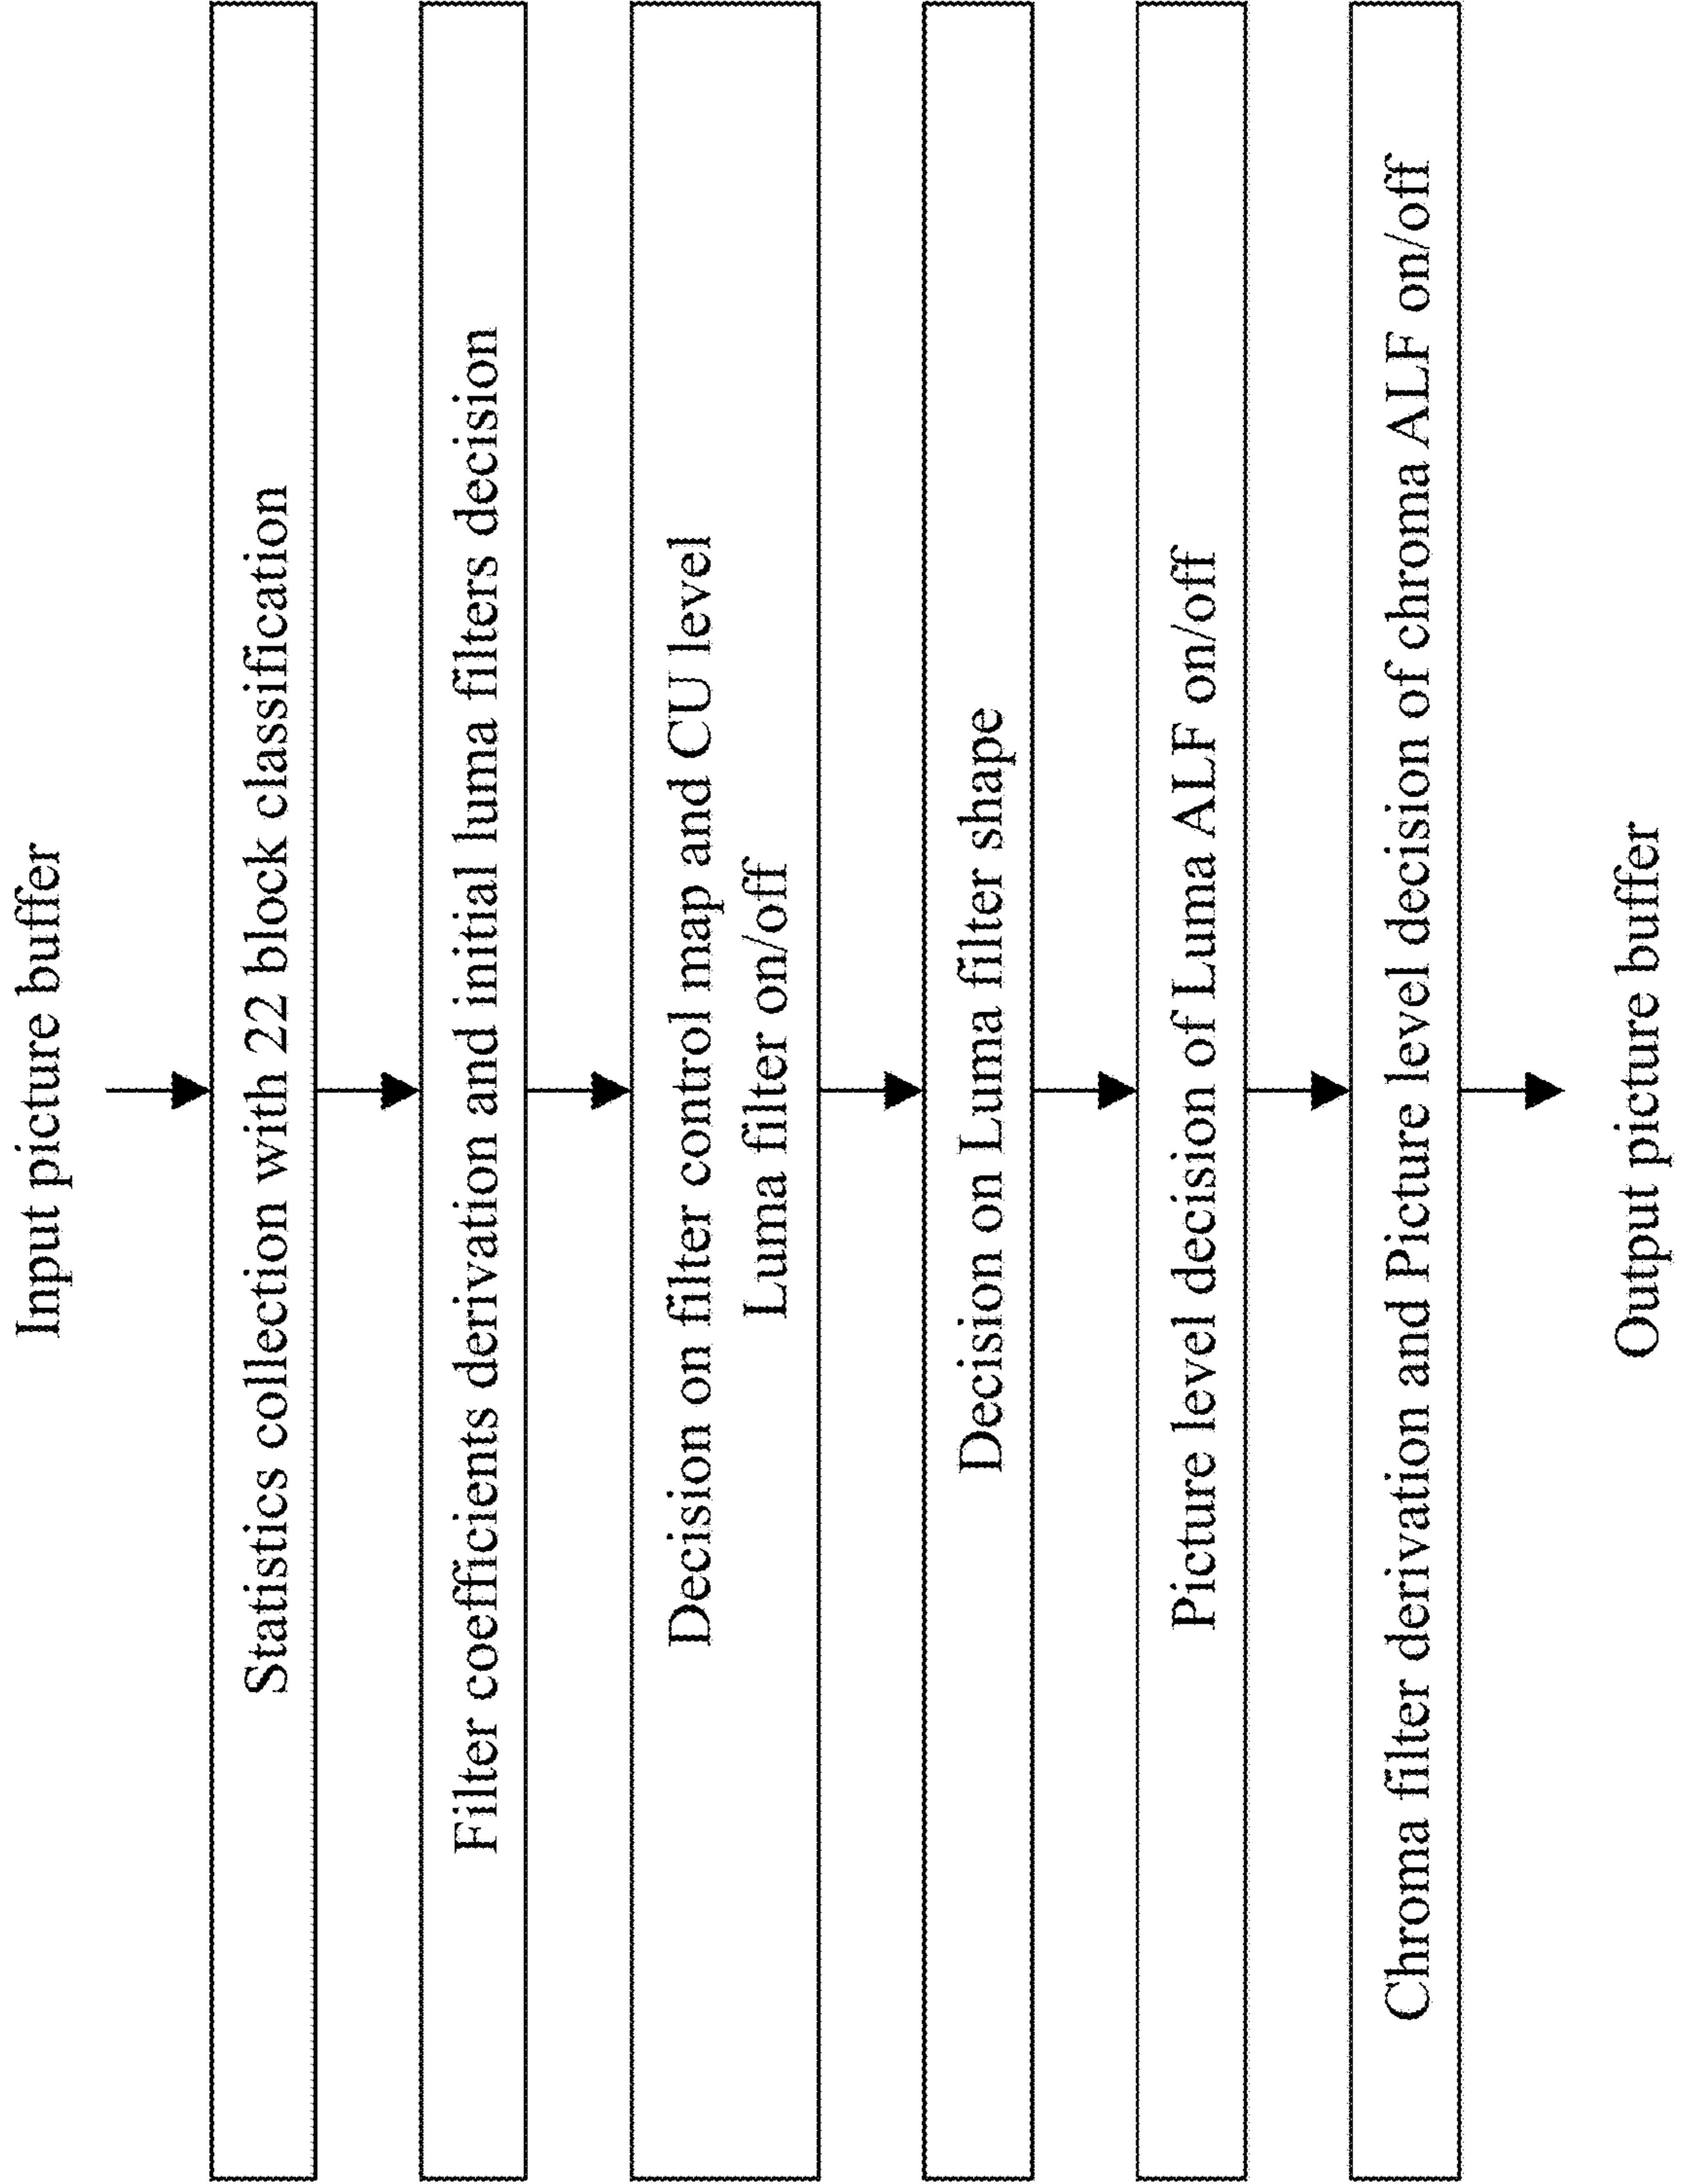 Input picture buffer
Statistics collection with 22 block classification
Filter coefficients derivation and initial luma filters decision
Decision on filter control map and CU level
Luma filter on/off
Decision on Luma filter shape
Picture level decision of Luma ALF on/off
Chroma filter derivation and Picture level decision of chroma ALF on/off
Output picture buffer